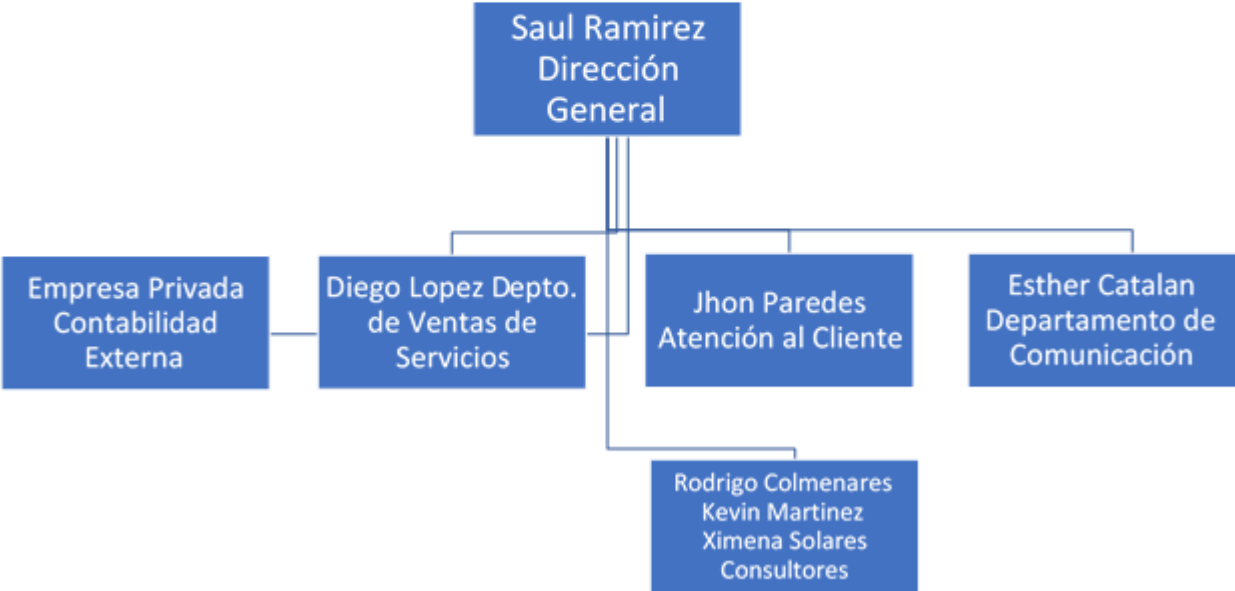 Saul Ramirez
Dirección
General
Empresa Privada
Contabilidad
Externa
Diego Lopez Depto.
de Ventas de
Servicios
Jhon Paredes
Atención al Cliente
Esther Catalan
Departamento de
Comunicación
Rodrigo Colmenares
Kevin Martinez
Ximena Solares
Consultores